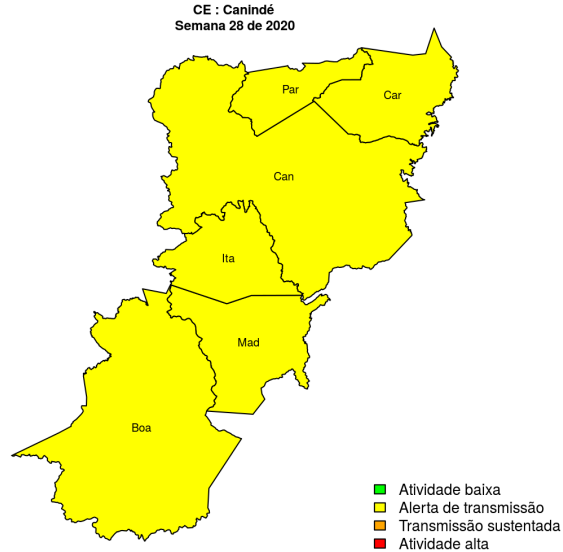 CE : Canindé
Semana 28 de 2020
Par
Car
Can
Ita
Mad
Boa
Atividade baixa
Alerta de transmissão
Transmissão sustentada
Atividade alta